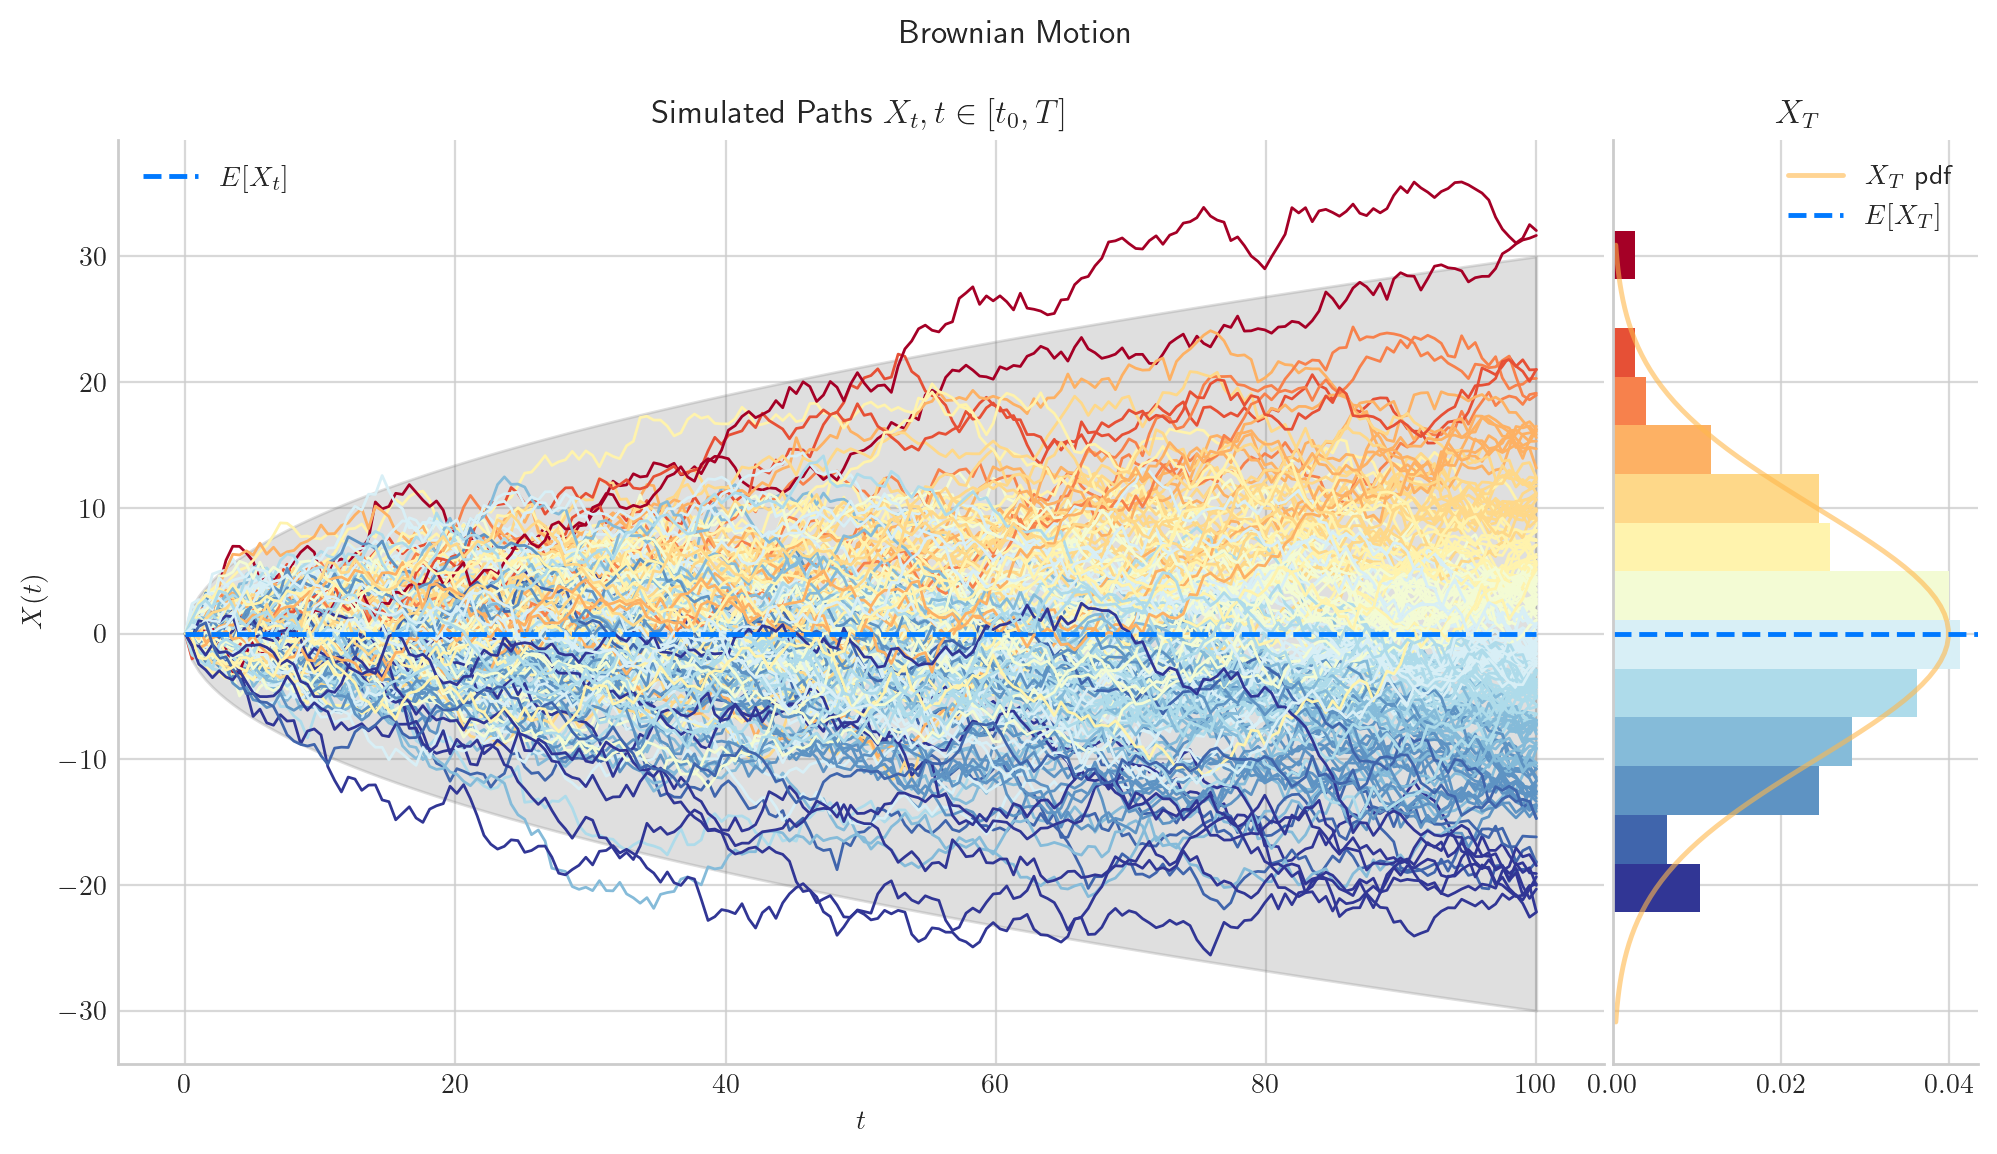 Brownian Motion
Simulated Paths $X_t, t \in [t_0, T]$
$X_T$
$E[X_t]$
$X_T$ pdf
$E[X_T]$
30
20
10
0
−10
−20
−30
$X(t)$
0 20 40 60 80 100
0.00 0.02 0.04
$t$